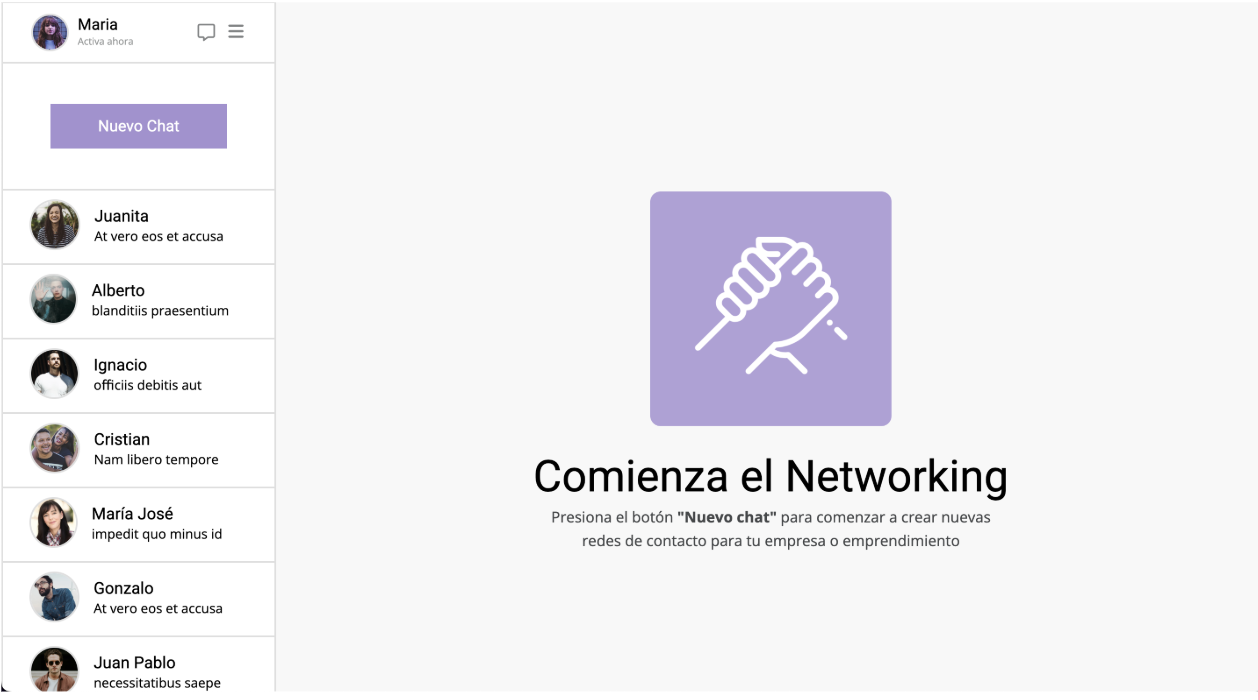 Maria
Activa ahora
Nuevo Chat
Juanita
At vero eos et accusa
Alberto
blanditiis praesentium
Ignacio
officiis debitis aut
Cristian
Nam libero tempore
María José
impedit quo minus id
Gonzalo
At vero eos et accusa
Juan Pablo
necessitatibus saepe
Comienza el Networking
Presiona el botón "Nuevo chat" para comenzar a crear nuevas
redes de contacto para tu empresa o emprendimiento